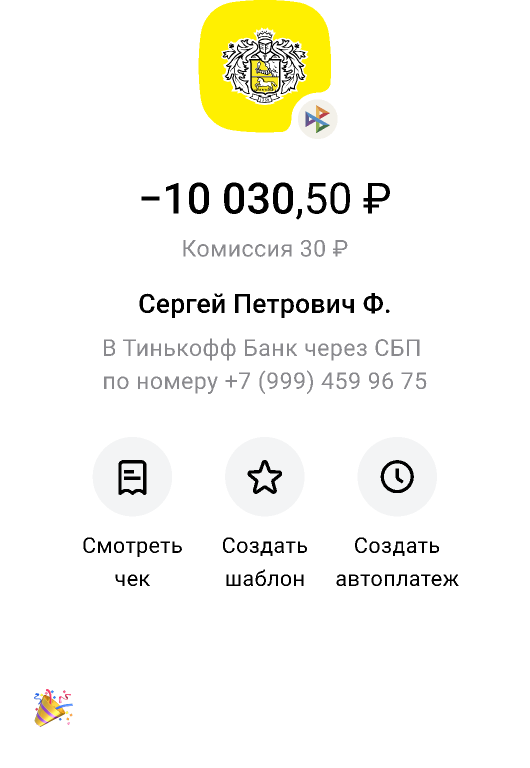 −10 030,50 ₽
Комиссия 30 ₽
Сергей Петрович Ф.
В Тинькофф Банк через СБП
по номеру +7 (999) 459 96 75
Смотреть Создать Создать
чек шаблон автоплатеж